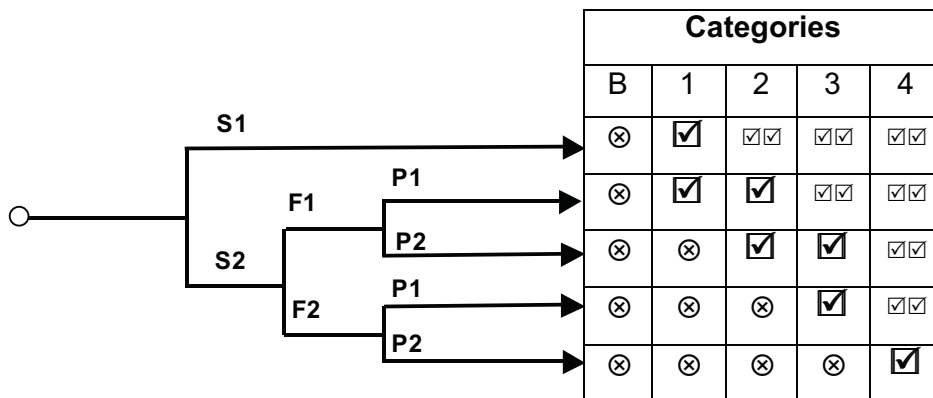 Categories
B 1 2 3 4
S1
⊗ ☑ ☑☑ ☑☑ ☑☑
P1
F1
⊗ ☑ ☑ ☑☑ ☑☑
P2
S2
⊗ ⊗ ☑ ☑ ☑☑
P1
F2
⊗ ⊗ ⊗ ☑ ☑☑
P2
⊗ ⊗ ⊗ ⊗ ☑